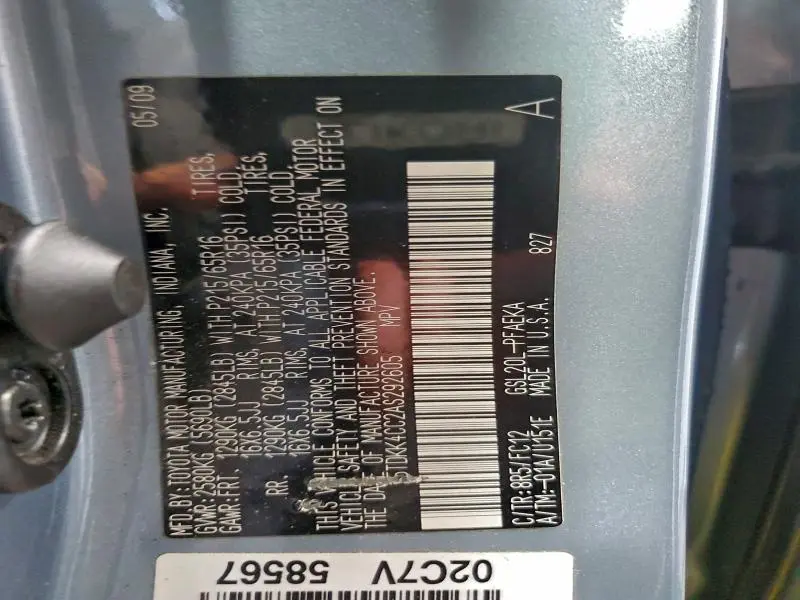 MFT.BY:TOYOTA MOTOR MANUFACTURING, INDIANA, INC. 05/09
GVWR:2580KG (5690LB)
GAWR:FRT 1290KG (2845LB) WITH P215/65R16 TIRES,
16X6.5JJ RIMS, AT 240KPA (35PSI) COLD,
RR 1290KG (2845LB) WITH P215/65R16 TIRES,
16X6.5JJ RIMS, AT 240KPA (35PSI) COLD,
THIS VEHICLE CONFORMS TO ALL APPLICABLE FEDERAL MOTOR
VEHICLE SAFETY AND THEFT PREVENTION STANDARDS IN EFFECT ON
THE DATE OF MANUFACTURE SHOWN ABOVE.
5TDKK4CC2AS292605 MPV
C/TR:8R5/FC12 GSL20L-PFAEKA A
A/TM:-01A/U151E MADE IN U.S.A. 827
02C7V
58567